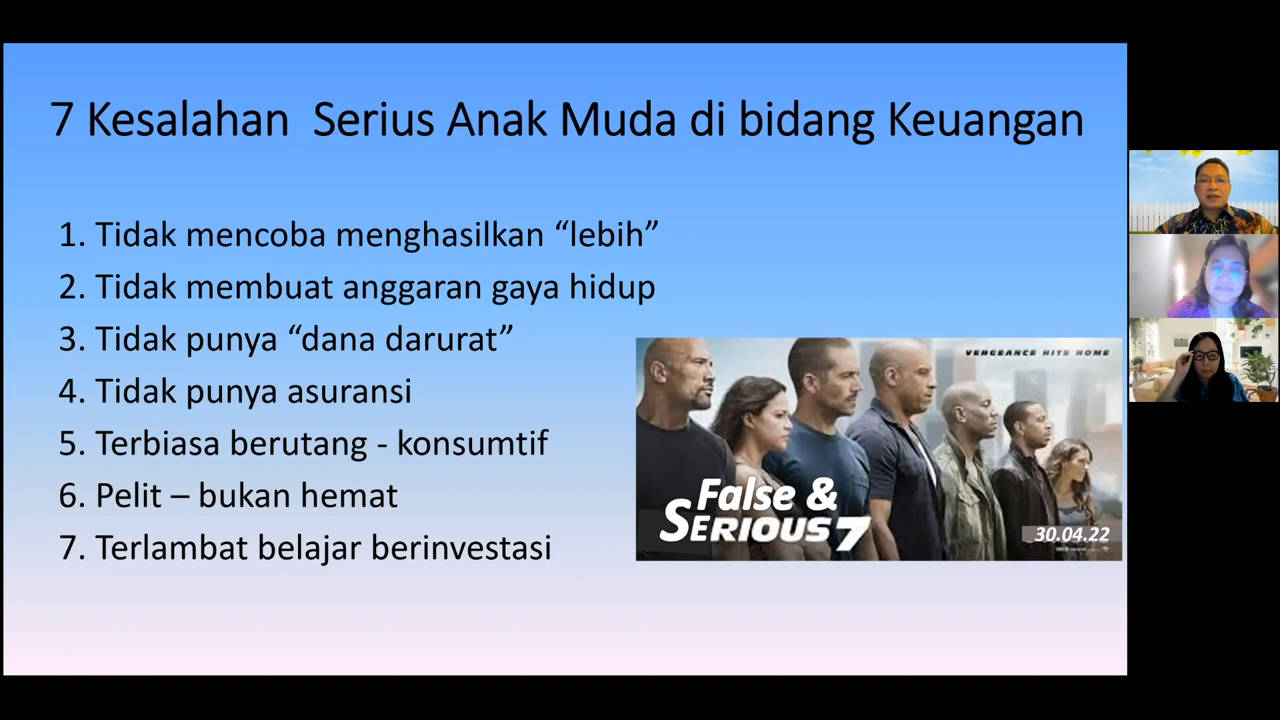 7 Kesalahan  Serius Anak Muda di bidang Keuangan
1. Tidak mencoba menghasilkan “lebih”
2. Tidak membuat anggaran gaya hidup
3. Tidak punya “dana darurat”
4. Tidak punya asuransi
5. Terbiasa berutang - konsumtif
6. Pelit – bukan hemat
7. Terlambat belajar berinvestasi
VENGEANCE HITS HOME
False &
SERIOUS 7
30.04.22